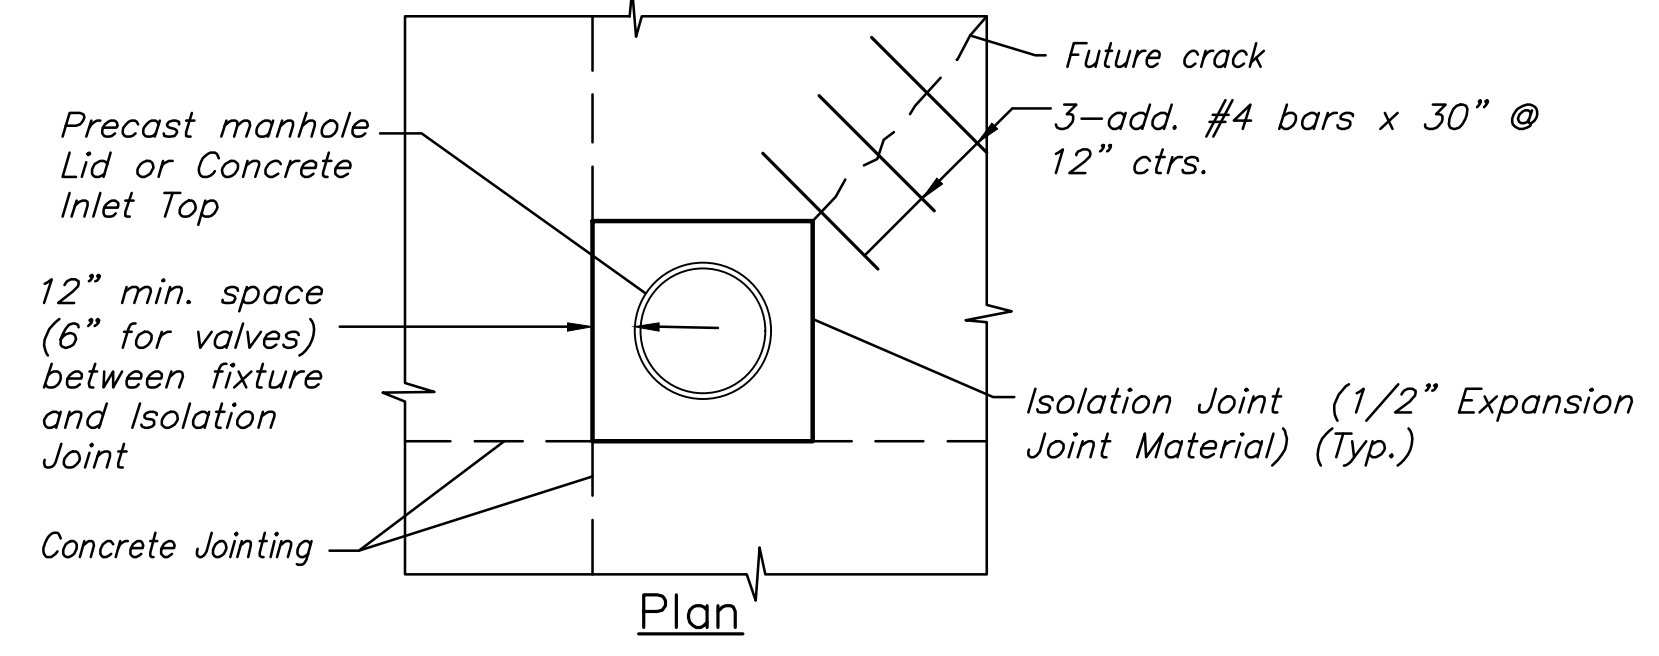 Future crack
3-add. #4 bars x 30" @
12" ctrs.
Precast manhole
Lid or Concrete
Inlet Top
12" min. space
(6" for valves)
between fixture
and Isolation
Joint
Isolation Joint (1/2" Expansion
Joint Material) (Typ.)
Concrete Jointing
Plan